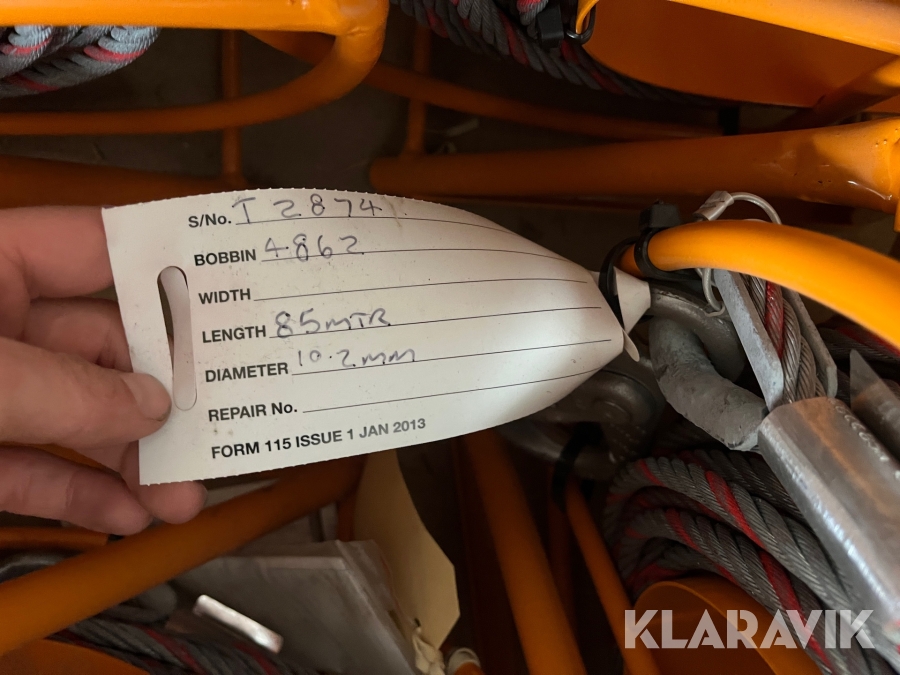 S/No. T 2874
BOBBIN 4862
WIDTH
LENGTH 85MTR
DIAMETER 10.2MM
REPAIR No.
FORM 115 ISSUE 1 JAN 2013
KLARAVIK